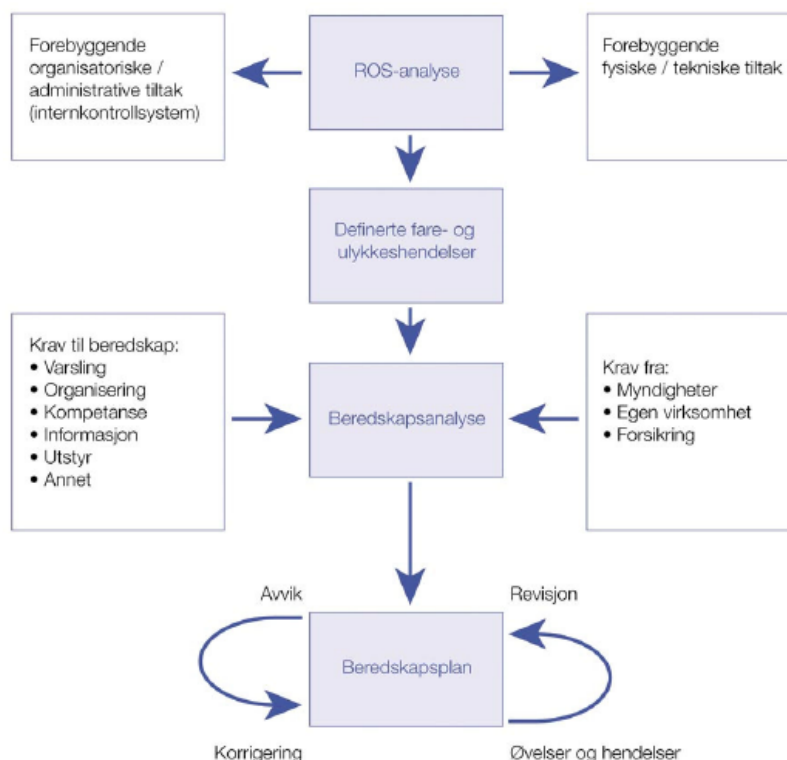 Forebyggende
organisatoriske /
administrative tiltak
(internkontrollsystem)
ROS-analyse
Forebyggende
fysiske / tekniske tiltak
Definerte fare- og
ulykkeshendelser
Krav til beredskap:
• Varsling
• Organisering
• Kompetanse
• Informasjon
• Utstyr
• Annet
Beredskapsanalyse
Krav fra:
• Myndigheter
• Egen virksomhet
• Forsikring
Avvik
Revisjon
Beredskapsplan
Korrigering
Øvelser og hendelser